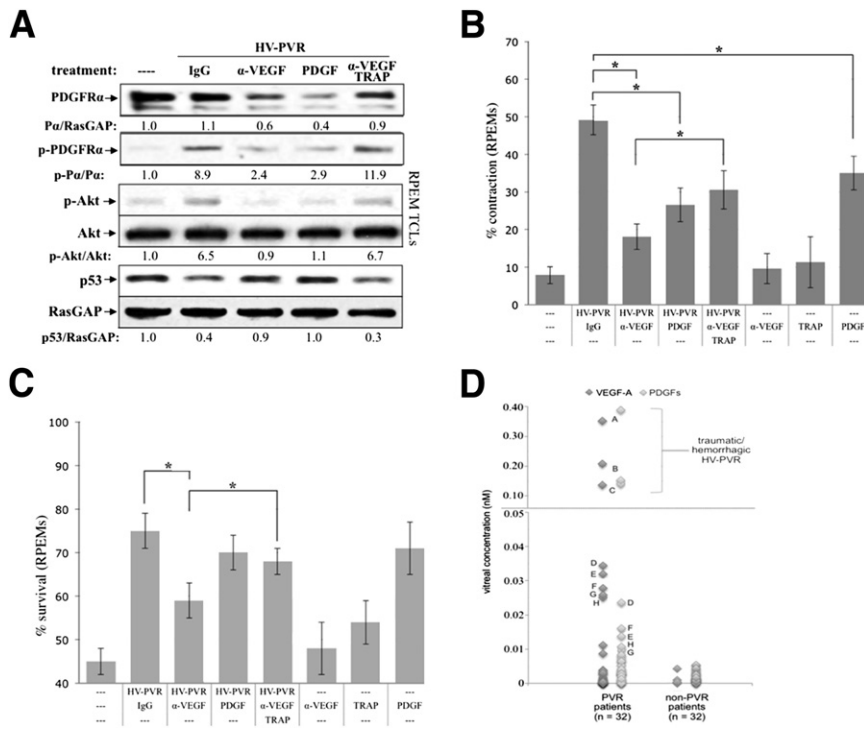 A
HV-PVR
treatment: ---- IgG α-VEGF PDGF α-VEGF
TRAP
PDGFRα
Pα/RasGAP: 1.0 1.1 0.6 0.4 0.9
p-PDGFRα
p-Pα/Pα: 1.0 8.9 2.4 2.9 11.9
p-Akt
Akt
p-Akt/Akt: 1.0 6.5 0.9 1.1 6.7
p53
RasGAP
p53/RasGAP: 1.0 0.4 0.9 1.0 0.3
RPEM TCLs
B
% contraction (RPEMs)
70
60
50
40
30
20
10
0
* * * *
--- HV-PVR HV-PVR HV-PVR HV-PVR --- --- ---
--- IgG α-VEGF PDGF α-VEGF α-VEGF TRAP PDGF
--- --- --- --- TRAP --- --- ---
C
% survival (RPEMs)
100
90
80
70
60
50
40
* *
--- HV-PVR HV-PVR HV-PVR HV-PVR --- --- ---
--- IgG α-VEGF PDGF α-VEGF α-VEGF TRAP PDGF
--- --- --- --- TRAP --- --- ---
D
VEGF-A PDGFs
vitreal concentration (nM)
0.40
0.30
0.20
0.10
0.05
0.04
0.03
0.02
0.01
0
A
B
C
traumatic/
hemorrhagic
HV-PVR
D
E
F
G
H
D
F
E
H
G
PVR non-PVR
patients patients
(n = 32) (n = 32)